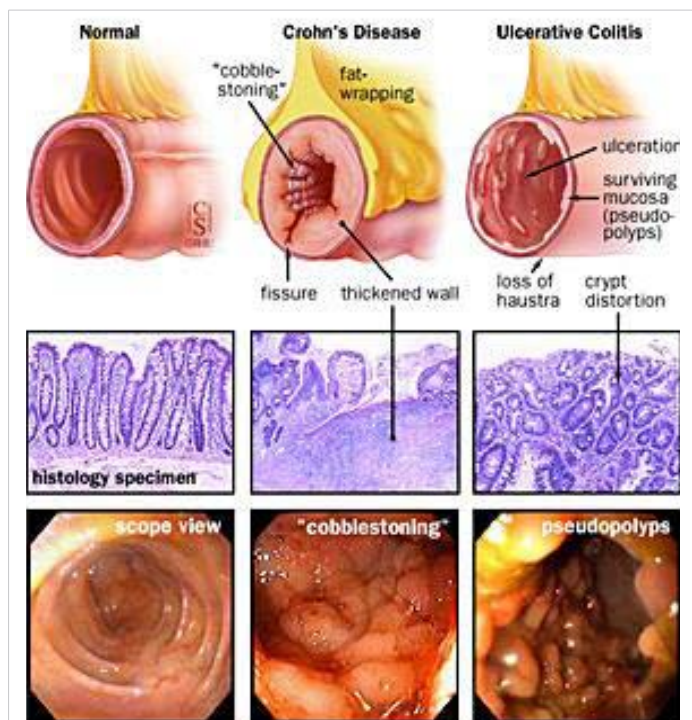 Normal
Crohn's Disease
Ulcerative Colitis
"cobble-
stoning"
fat-
wrapping
ulceration
surviving
mucosa
(pseudo-
polyps)
fissure
thickened wall
loss of
haustra
crypt
distortion
histology specimen
scope view
"cobblestoning"
pseudopolyps